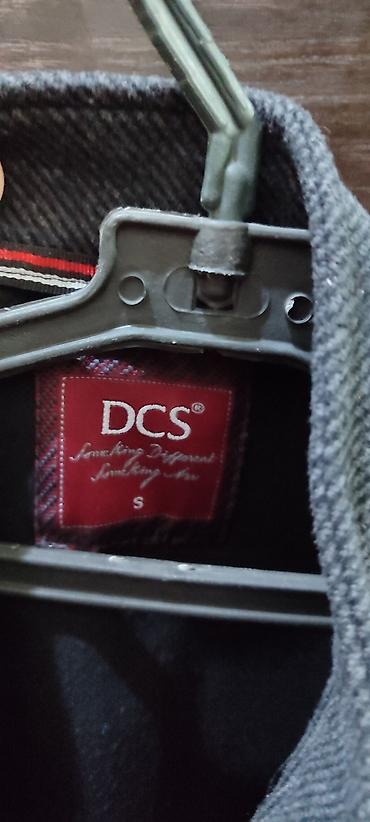 DCS®
Something Different
Something New
S